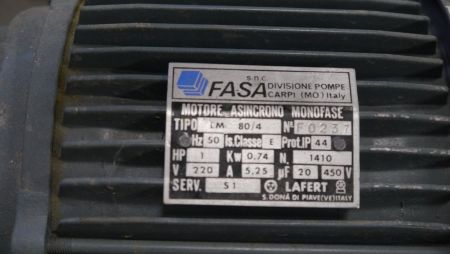 s.n.c.
FASA DIVISIONE POMPE
CARPI (MO) Italy
MOTORE ASINCRONO MONOFASE
TIPO LM 80/4 N° F0237
Hz 50 Is.Classe E Prot.IP 44
HP 1 Kw 0,74 N. 1410
V 220 A 5,25 µF 20 450 V
SERV. S1 LAFERT
S. DONÁ DI PIAVE(VE)ITALY